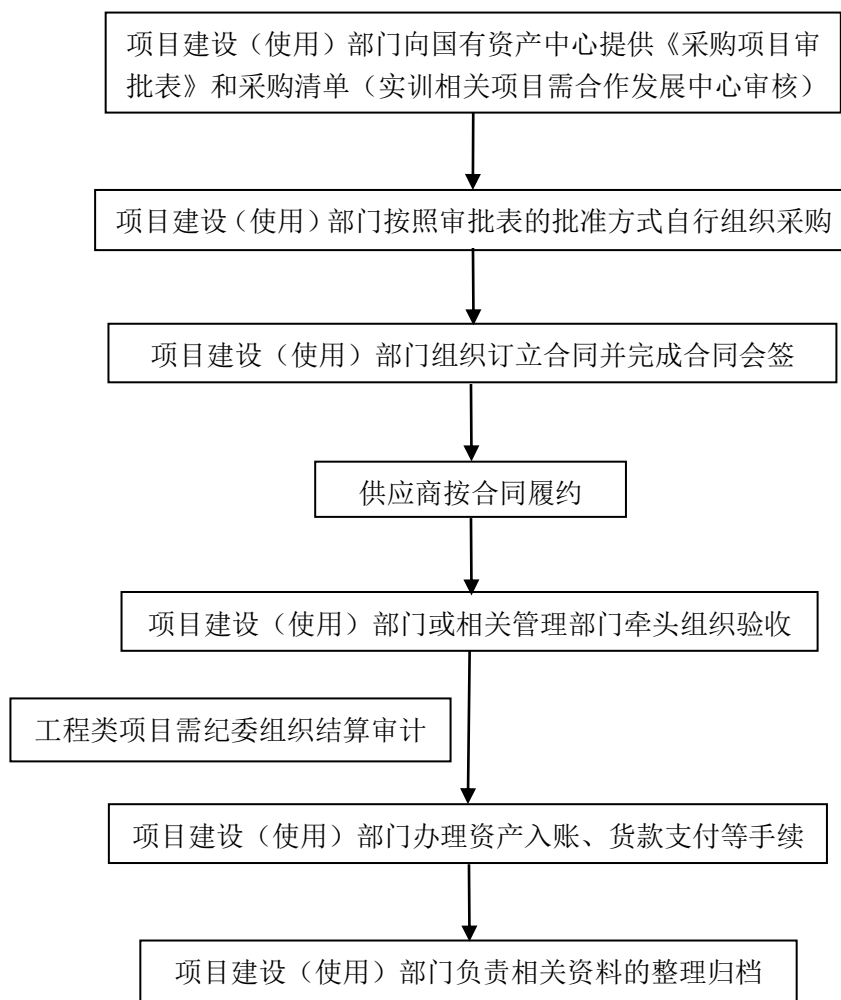 项目建设（使用）部门向国有资产中心提供《采购项目审
批表》和采购清单（实训相关项目需合作发展中心审核）
项目建设（使用）部门按照审批表的批准方式自行组织采购
项目建设（使用）部门组织订立合同并完成合同会签
供应商按合同履约
项目建设（使用）部门或相关管理部门牵头组织验收
工程类项目需纪委组织结算审计
项目建设（使用）部门办理资产入账、货款支付等手续
项目建设（使用）部门负责相关资料的整理归档